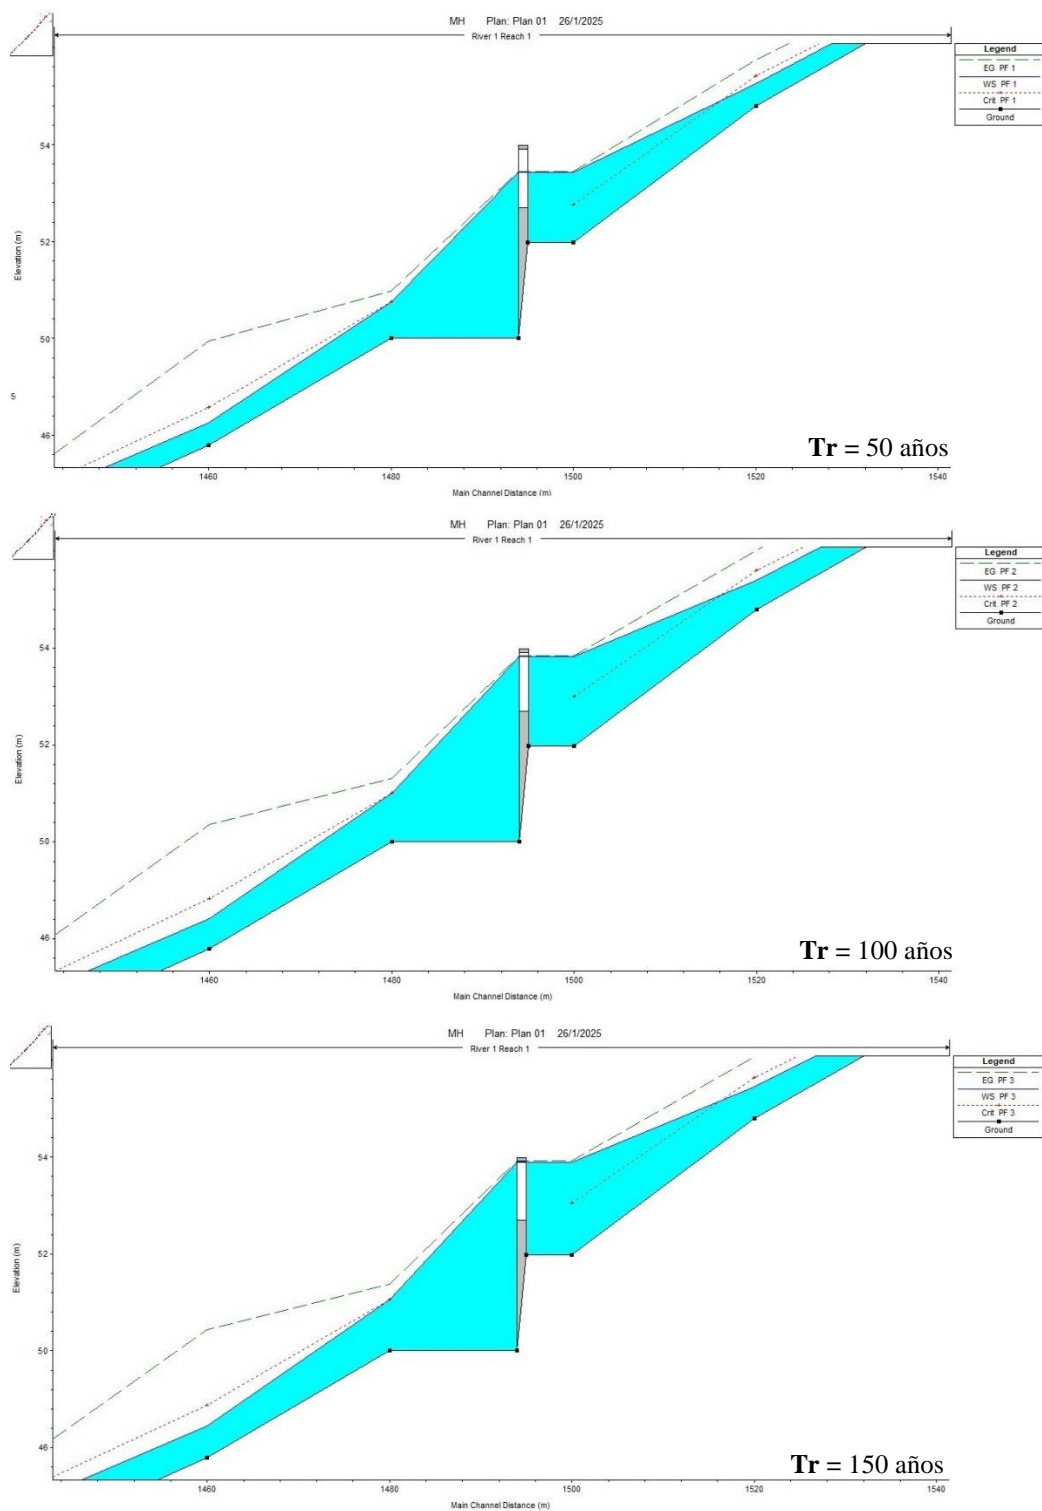 MH Plan: Plan 01 26/1/2025
River 1 Reach 1
Legend
EG PF 1
WS PF 1
Crit PF 1
Ground
54
52
50
5
46
Elevation (m)
Tr = 50 años
1460 1480 1500 1520 1540
Main Channel Distance (m)
MH Plan: Plan 01 26/1/2025
River 1 Reach 1
Legend
EG PF 2
WS PF 2
Crit PF 2
Ground
54
52
50
46
Elevation (m)
Tr = 100 años
1460 1480 1500 1520 1540
Main Channel Distance (m)
MH Plan: Plan 01 26/1/2025
River 1 Reach 1
Legend
EG PF 3
WS PF 3
Crit PF 3
Ground
54
52
50
46
Elevation (m)
Tr = 150 años
1460 1480 1500 1520 1540
Main Channel Distance (m)